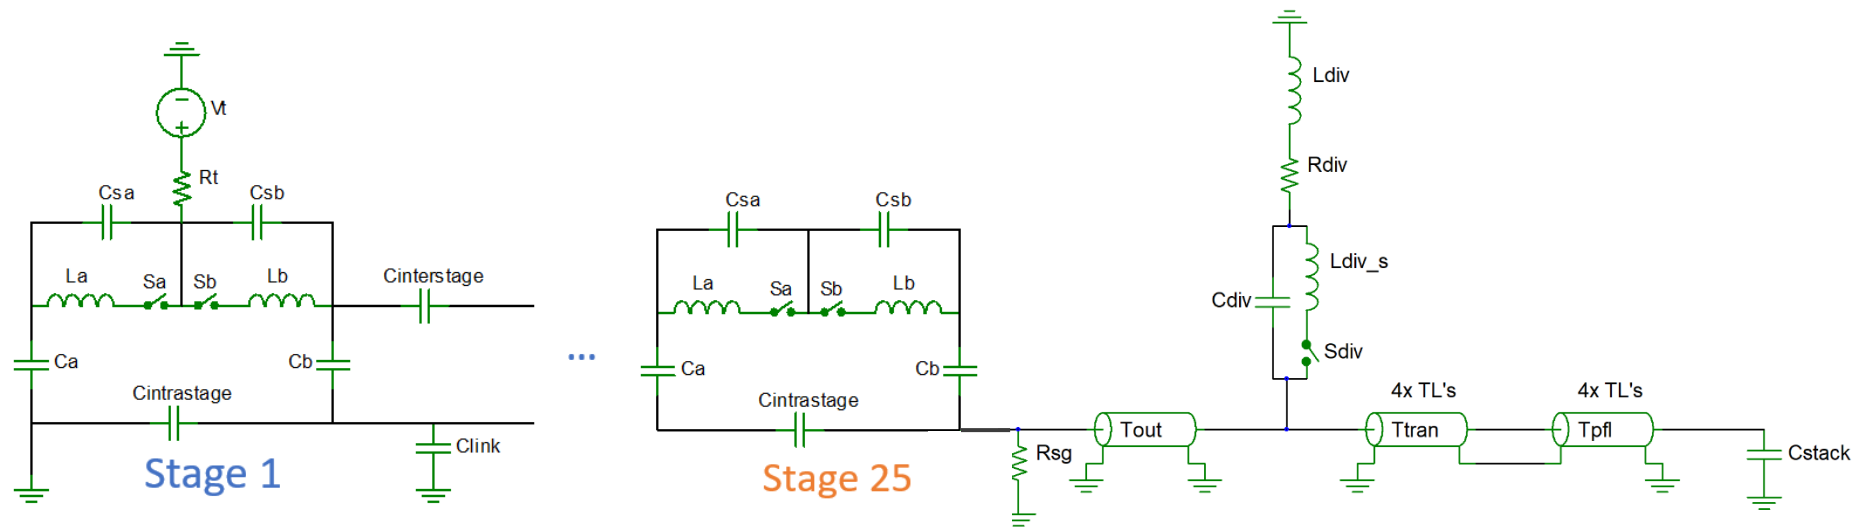 Vt
Rt
Csa
Csb
La
Sa
Sb
Lb
Cinterstage
Ca
Cb
Cintrastage
Clink
Stage 1
...
Csa
Csb
La
Sa
Sb
Lb
Ca
Cb
Cintrastage
Stage 25
Rsg
Tout
Ldiv
Rdiv
Ldiv_s
Cdiv
Sdiv
4x TL's
4x TL's
Ttran
Tpfl
Cstack